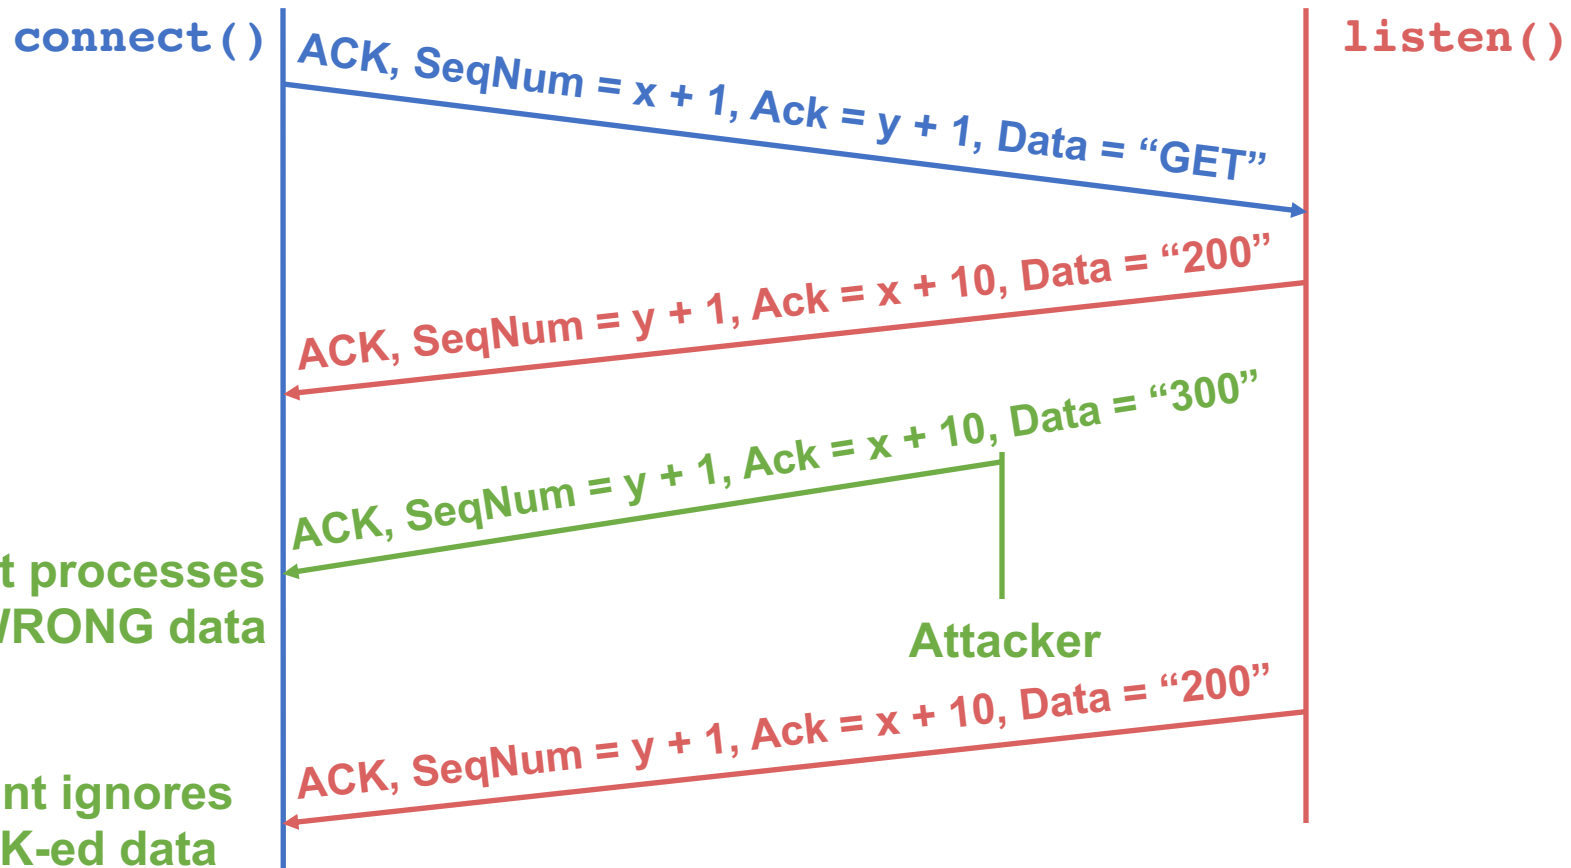 connect()
listen()
ACK, SeqNum = x + 1, Ack = y + 1, Data = “GET”
ACK, SeqNum = y + 1, Ack = x + 10, Data = “200”
ACK, SeqNum = y + 1, Ack = x + 10, Data = “300”
t processes
WRONG data
Attacker
ACK, SeqNum = y + 1, Ack = x + 10, Data = “200”
nt ignores
K-ed data